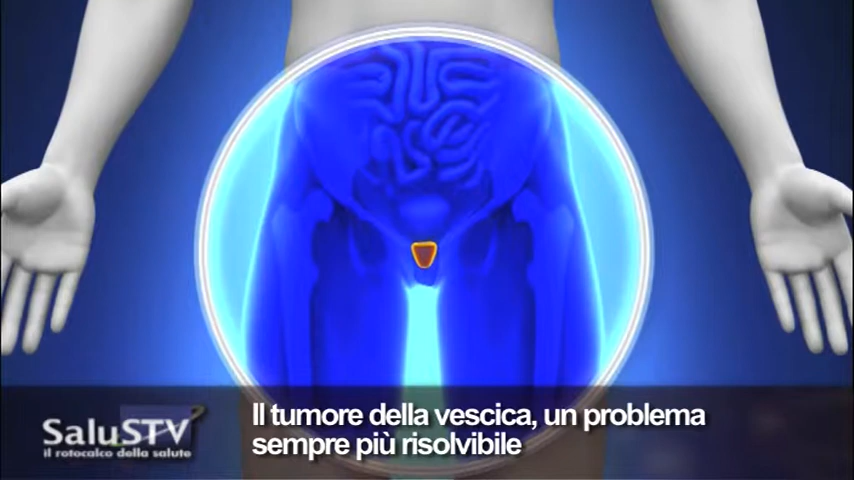 Il tumore della vescica, un problema
sempre più risolvibile
SaluSTV
il rotocalco della salute